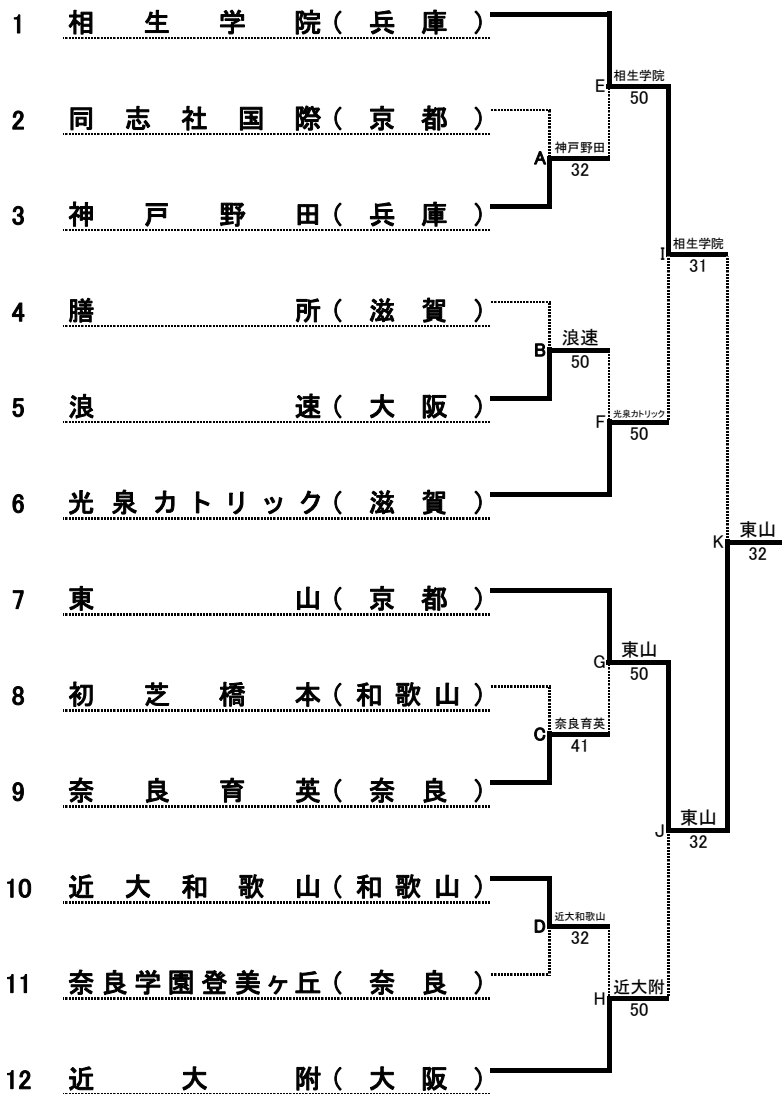 1 相生学院(兵庫)
相生学院
E
50
2 同志社国際(京都)
神戸野田
A
32
3 神戸野田(兵庫)
相生学院
I
31
4 膳所(滋賀)
浪速
B
50
5 浪速(大阪)
光泉カトリック
F
50
6 光泉カトリック(滋賀)
東山
K
32
7 東山(京都)
東山
G
50
8 初芝橋本(和歌山)
奈良育英
C
41
9 奈良育英(奈良)
東山
J
32
10 近大和歌山(和歌山)
近大和歌山
D
32
11 奈良学園登美ヶ丘(奈良)
近大附
H
50
12 近大附(大阪)